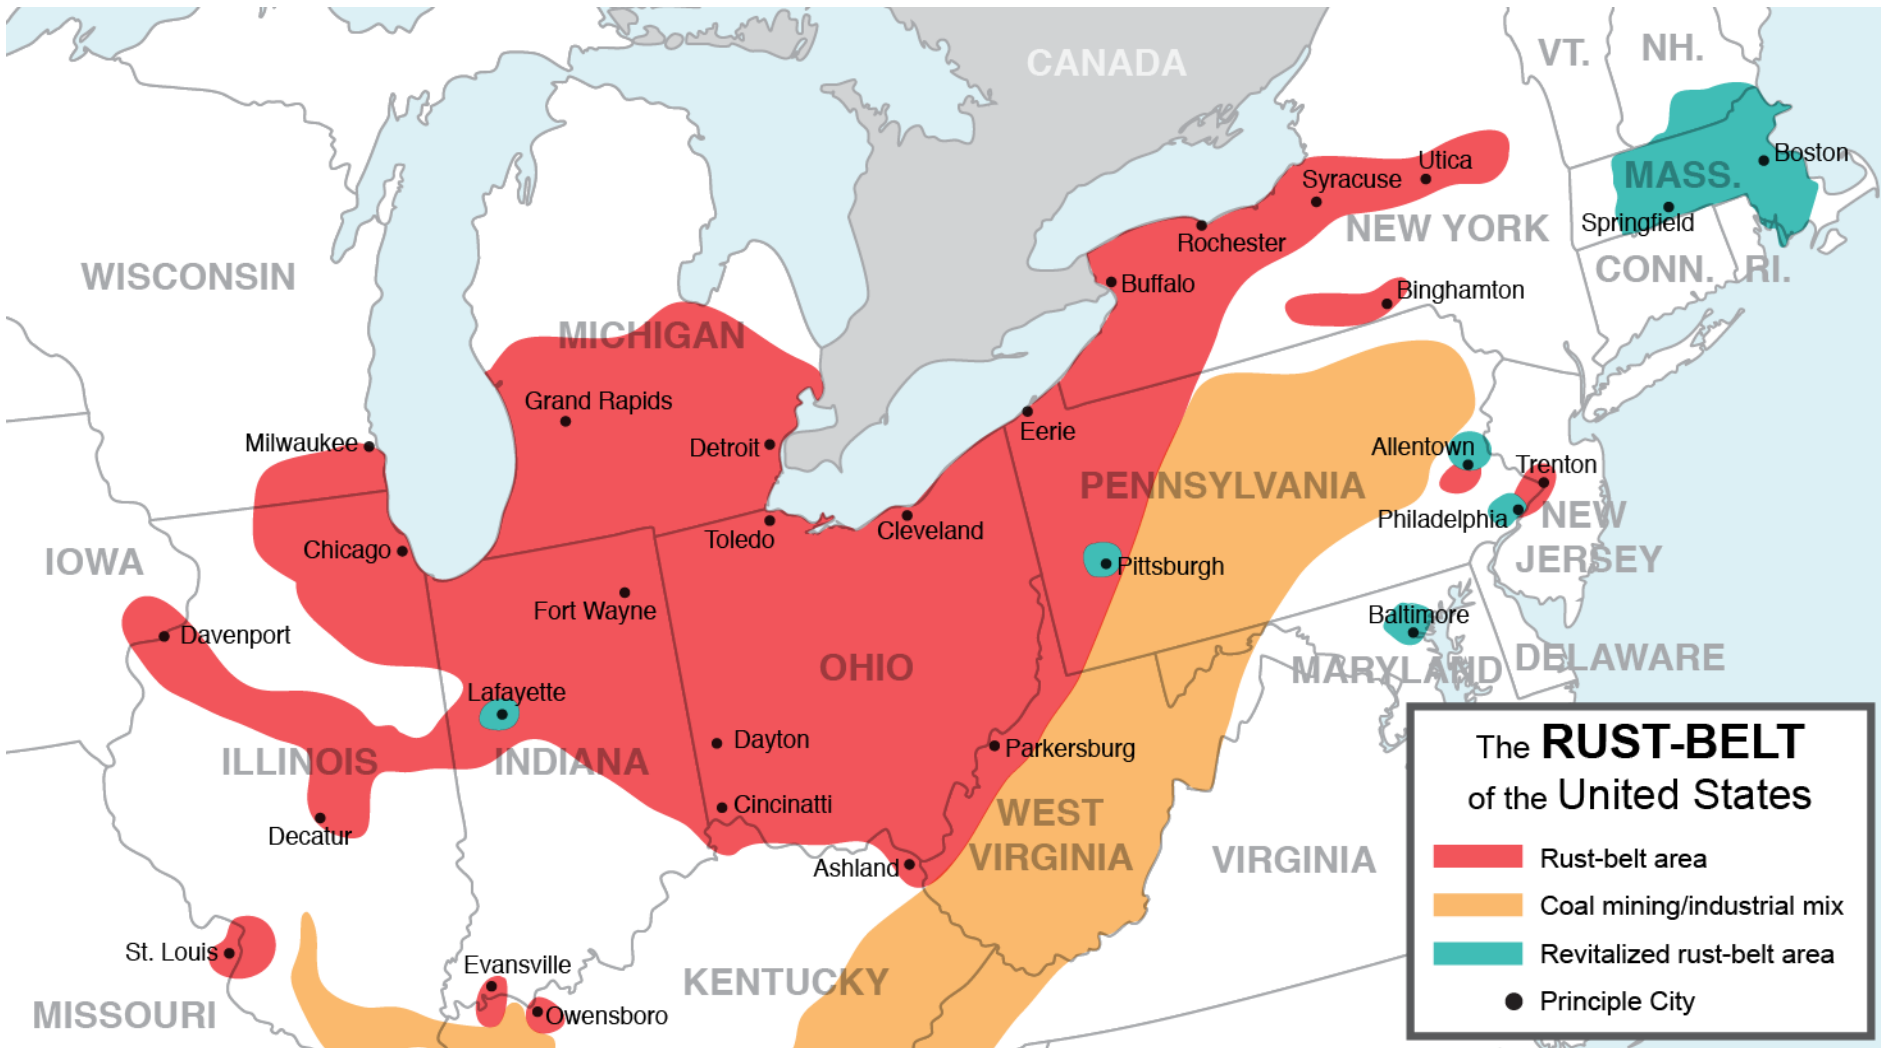 CANADA
VT.
NH.
Boston
MASS.
Springfield
Utica
Syracuse
NEW YORK
Rochester
CONN.
RI.
WISCONSIN
Buffalo
Binghamton
MICHIGAN
Grand Rapids
Milwaukee
Detroit
Eerie
Allentown
Trenton
PENNSYLVANIA
Philadelphia
NEW
JERSEY
Toledo
Cleveland
Chicago
IOWA
Pittsburgh
Fort Wayne
Baltimore
Davenport
OHIO
MARYLAND
DELAWARE
Lafayette
Dayton
Parkersburg
ILLINOIS
INDIANA
Cincinatti
WEST
VIRGINIA
Decatur
Ashland
VIRGINIA
St. Louis
Evansville
KENTUCKY
MISSOURI
Owensboro
The RUST-BELT
of the United States
Rust-belt area
Coal mining/industrial mix
Revitalized rust-belt area
Principle City